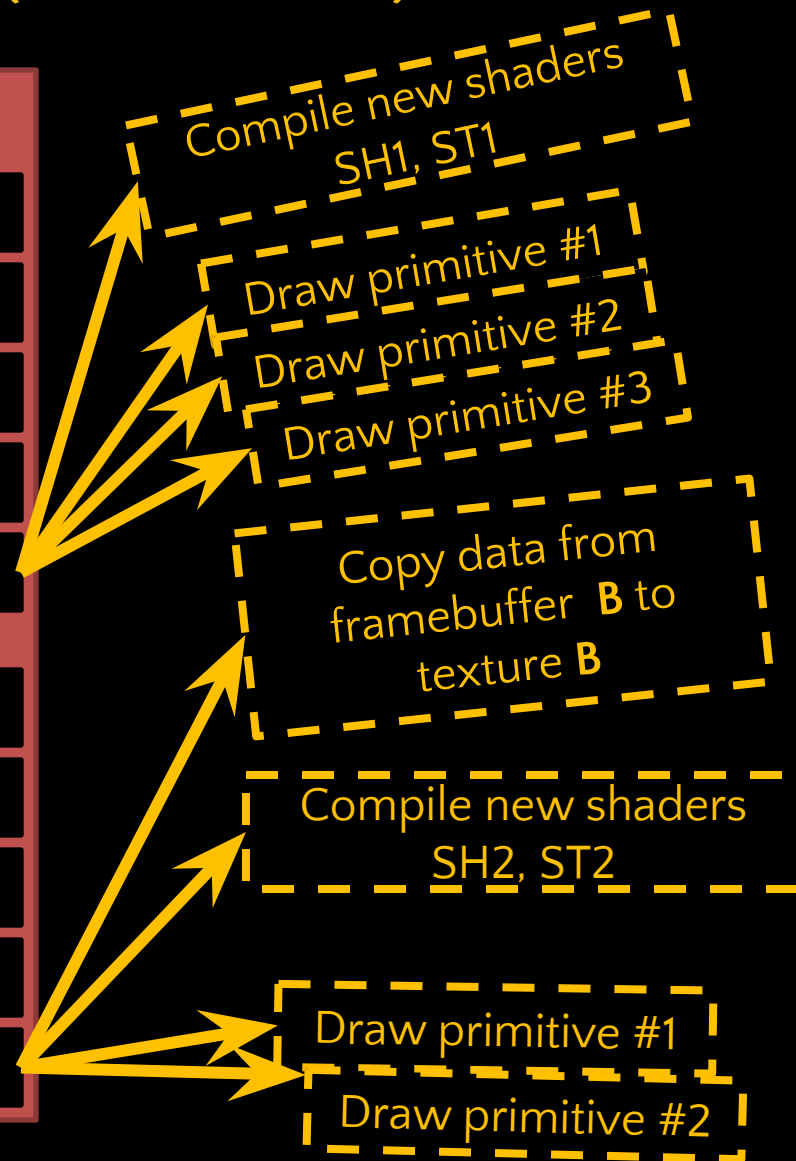 Compile new shaders
SH1, ST1
Draw primitive #1
Draw primitive #2
Draw primitive #3
Copy data from
framebuffer B to
texture B
Compile new shaders
SH2, ST2
Draw primitive #1
Draw primitive #2